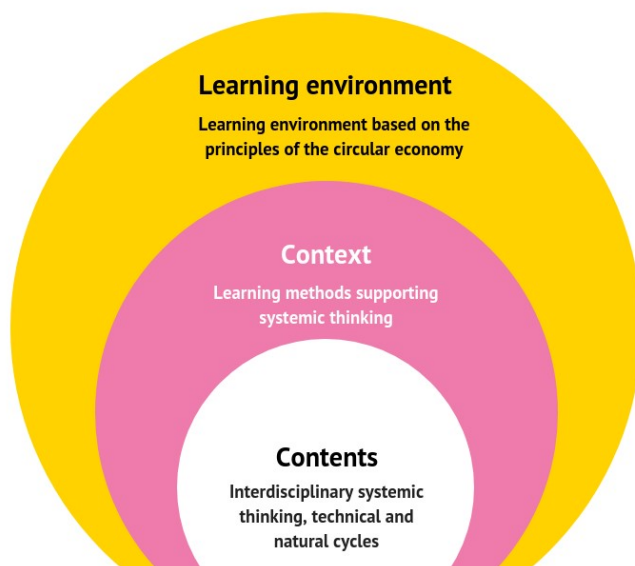 Learning environment
Learning environment based on the
principles of the circular economy
Context
Learning methods supporting
systemic thinking
Contents
Interdisciplinary systemic
thinking, technical and
natural cycles